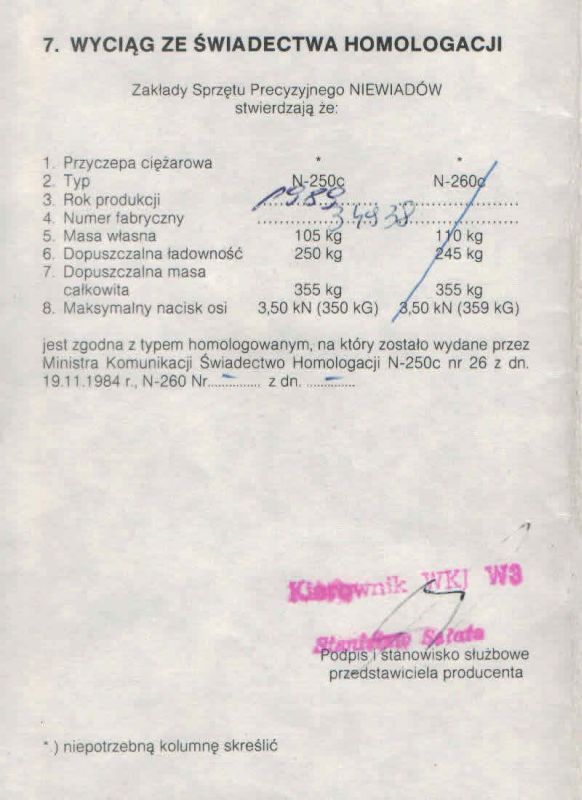 7. WYCIĄG ZE ŚWIADECTWA HOMOLOGACJI
Zakłady Sprzętu Precyzyjnego NIEWIADÓW
stwierdzają że:
1. Przyczepa ciężarowa * *
2. Typ N-250c N-260c
3. Rok produkcji 1989
4. Numer fabryczny 34938
5. Masa własna 105 kg 110 kg
6. Dopuszczalna ładowność 250 kg 245 kg
7. Dopuszczalna masa
całkowita 355 kg 355 kg
8. Maksymalny nacisk osi 3,50 kN (350 kG) 3,50 kN (359 kG)
jest zgodna z typem homologowanym, na który zostało wydane przez
Ministra Komunikacji Świadectwo Homologacji N-250c nr 26 z dn.
19.11.1984 r., N-260 Nr.....–......... z dn. ....–........
Kierownik WKJ W3
Stanisław Sałata
Podpis i stanowisko służbowe
przedstawiciela producenta
* ) niepotrzebną kolumnę skreślić